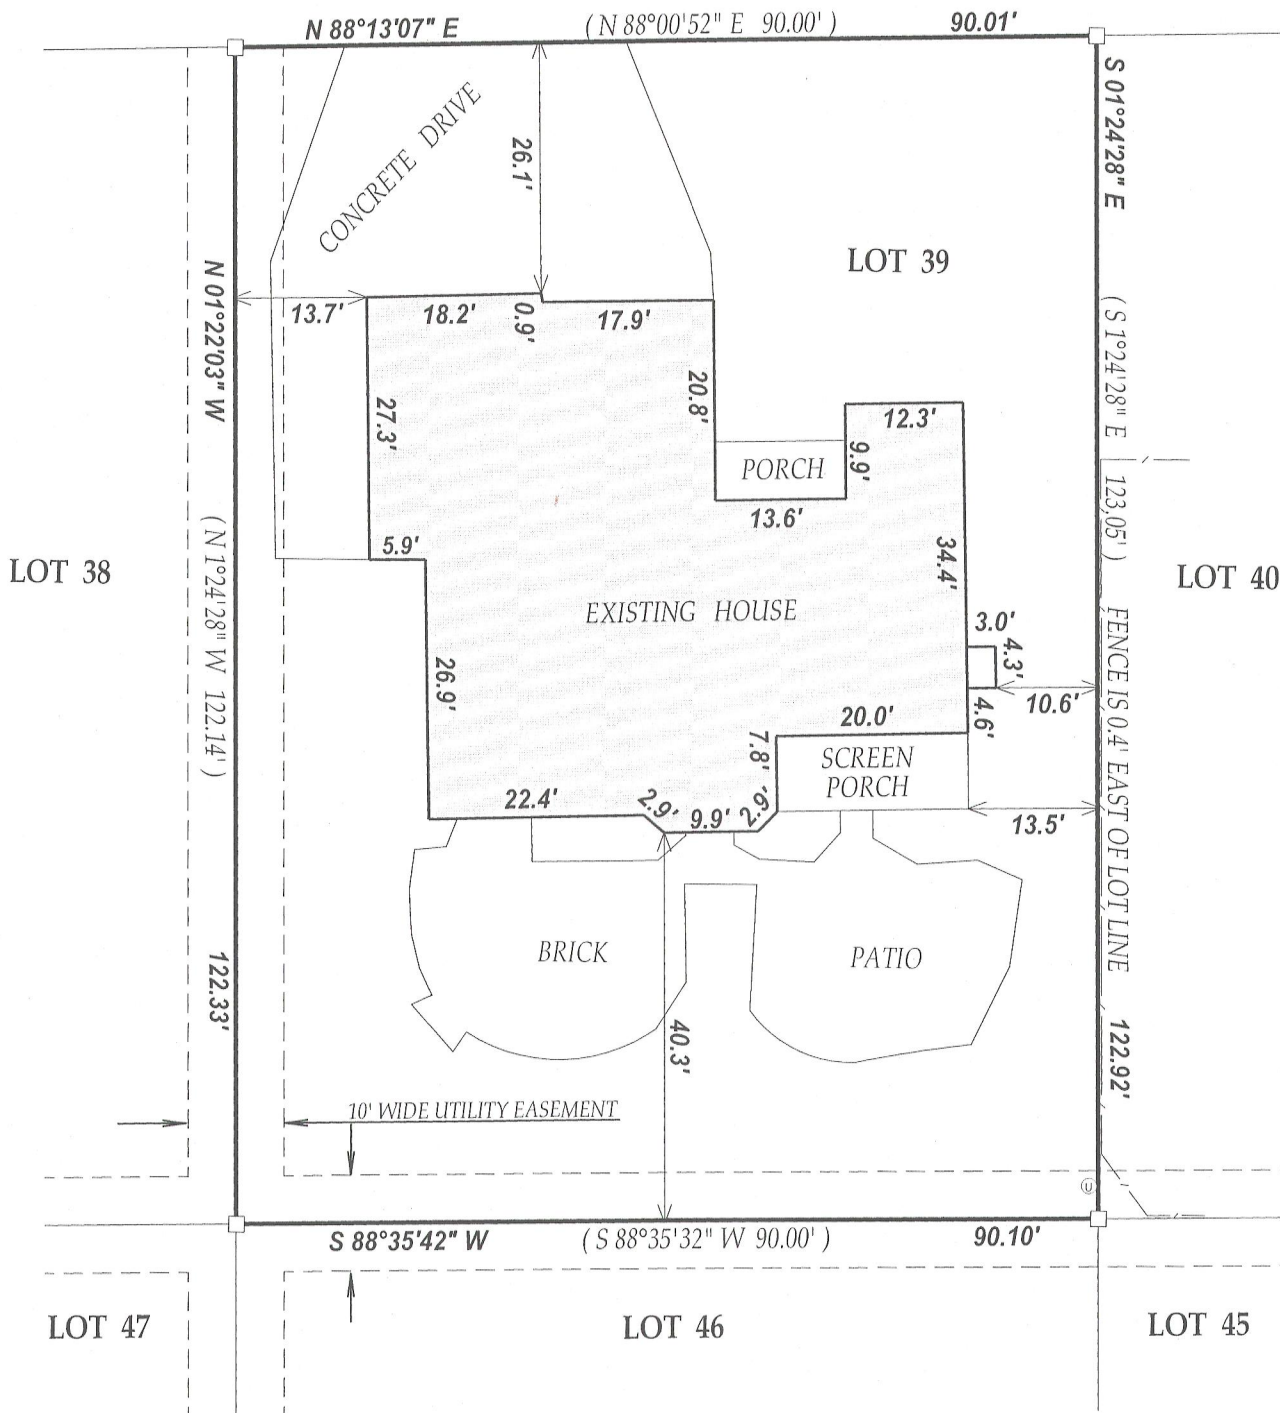 N 88°13'07" E
( N 88°00'52" E 90.00' )
90.01'
S 01°24'28" E
( S 1°24'28" E 123.05' )
FENCE IS 0.4' EAST OF LOT LINE
122.92'
CONCRETE DRIVE
26.1'
LOT 39
N 01°22'03" W
( N 1°24'28" W 122.14' )
122.33'
13.7'
18.2'
0.9'
17.9'
27.3'
20.8'
12.3'
9.9'
PORCH
13.6'
5.9'
34.4'
LOT 38
LOT 40
EXISTING HOUSE
3.0'
4.3'
26.9'
10.6'
4.6'
20.0'
7.8'
SCREEN
PORCH
22.4'
2.9'
9.9'
2.9'
13.5'
BRICK
PATIO
40.3'
10' WIDE UTILITY EASEMENT
U
S 88°35'42" W
( S 88°35'32" W 90.00' )
90.10'
LOT 47
LOT 46
LOT 45